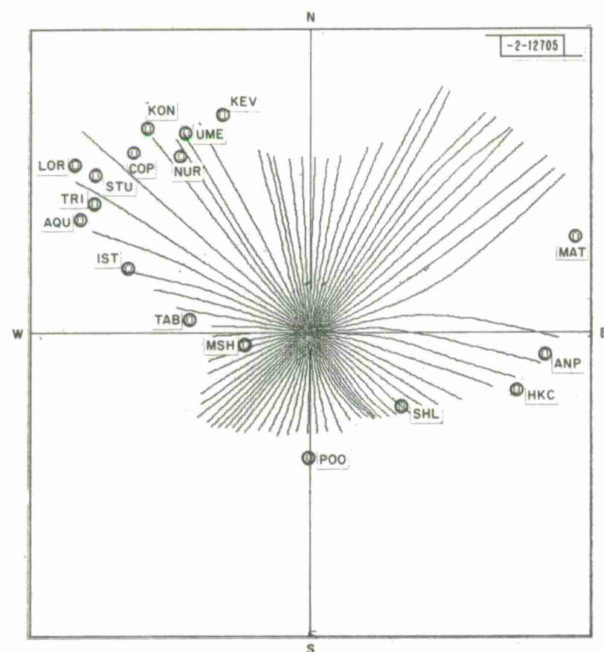 N
-2-12705
KEV
KON
UME
COP
NUR
LOR
STU
TRI
AQU
MAT
IST
TAB
W
E
MSH
ANP
HKC
SHL
POO
S